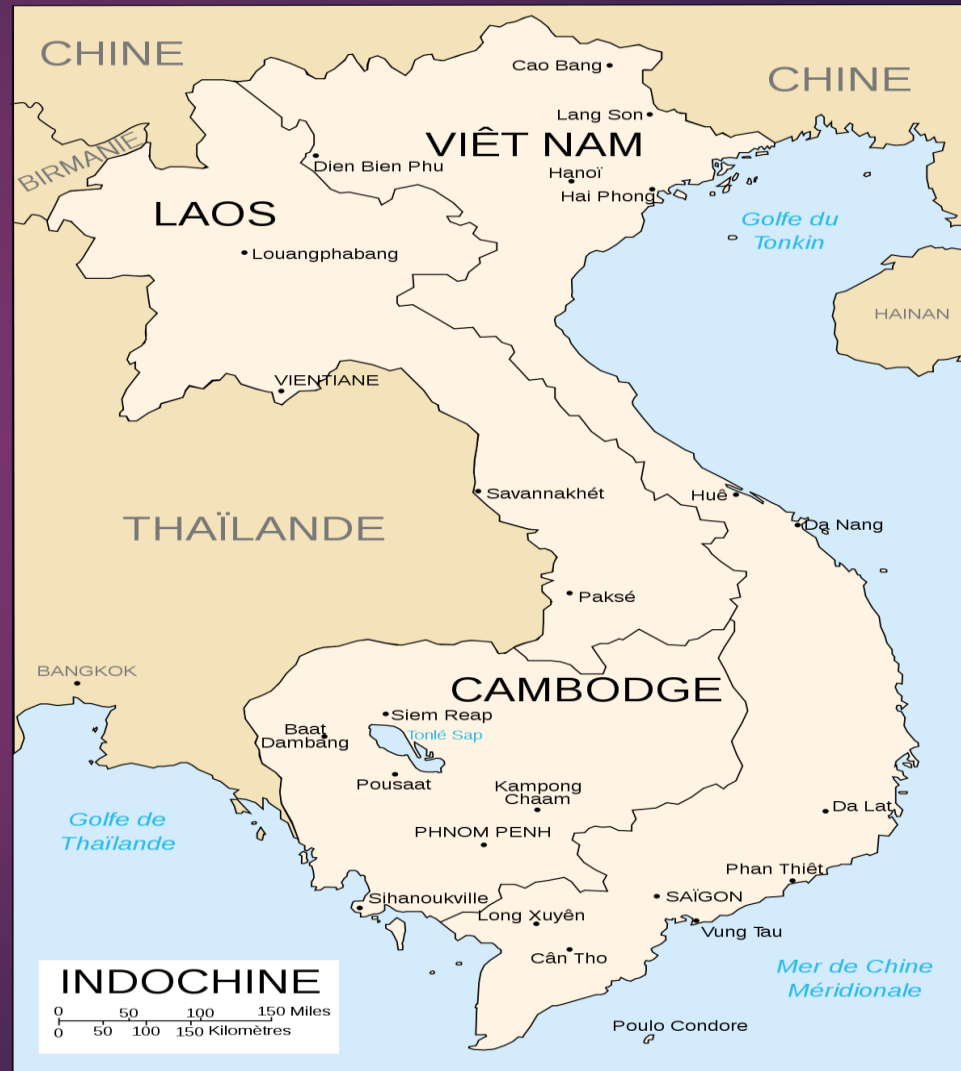 CHINE
CHINE
Cao Bang
Lang Son
BIRMANIE
VIÊT NAM
Dien Bien Phu
Hanoï
Hai Phong
LAOS
Golfe du
Tonkin
Louangphabang
HAINAN
VIENTIANE
Savannakhét
Huê
THAÏLANDE
Da Nang
Paksé
BANGKOK
CAMBODGE
Siem Reap
Baat
Dambang
Tonlé Sap
Pousaat
Kampong
Chaam
Da Lat
Golfe de
Thaïlande
PHNOM PENH
Phan Thiêt
Sihanoukville
SAÏGON
Long Xuyên
Vung Tau
Cân Tho
Mer de Chine
Méridionale
INDOCHINE
0 50 100 150 Miles
0 50 100 150 Kilomètres
Poulo Condore